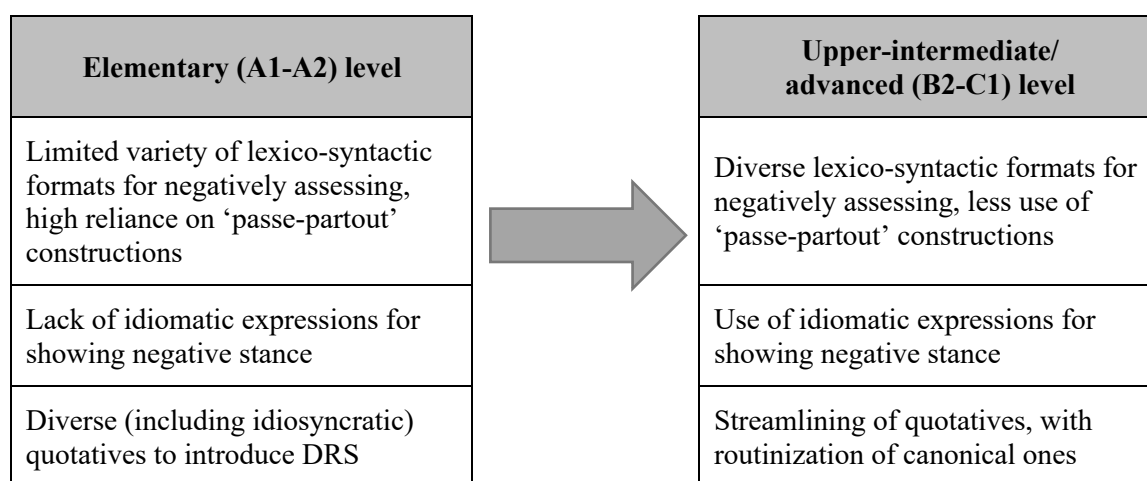 Elementary (A1-A2) level
Limited variety of lexico-syntactic
formats for negatively assessing,
high reliance on ‘passe-partout’
constructions
Lack of idiomatic expressions for
showing negative stance
Diverse (including idiosyncratic)
quotatives to introduce DRS
Upper-intermediate/
advanced (B2-C1) level
Diverse lexico-syntactic formats for
negatively assessing, less use of
‘passe-partout’ constructions
Use of idiomatic expressions for
showing negative stance
Streamlining of quotatives, with
routinization of canonical ones